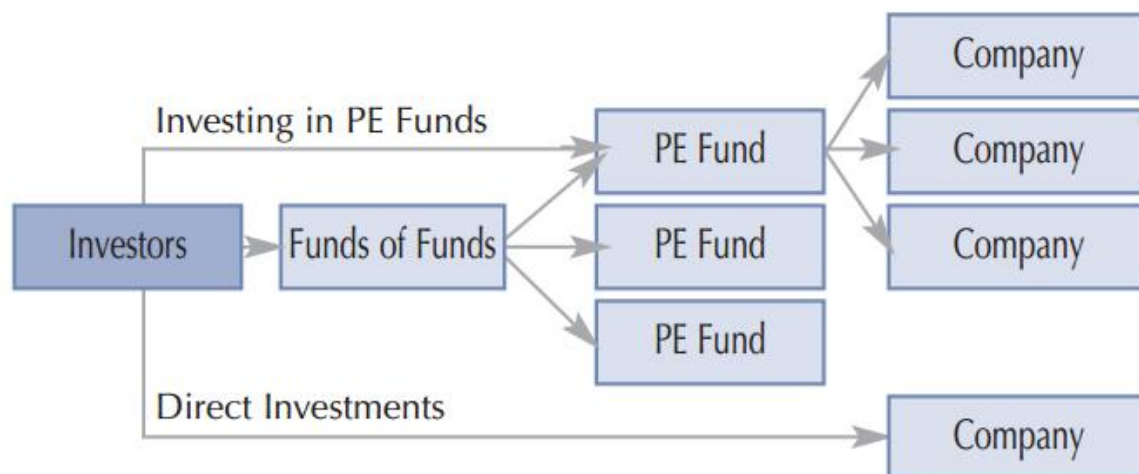 Company
Investing in PE Funds
PE Fund
Company
Investors
Funds of Funds
PE Fund
Company
PE Fund
Direct Investments
Company